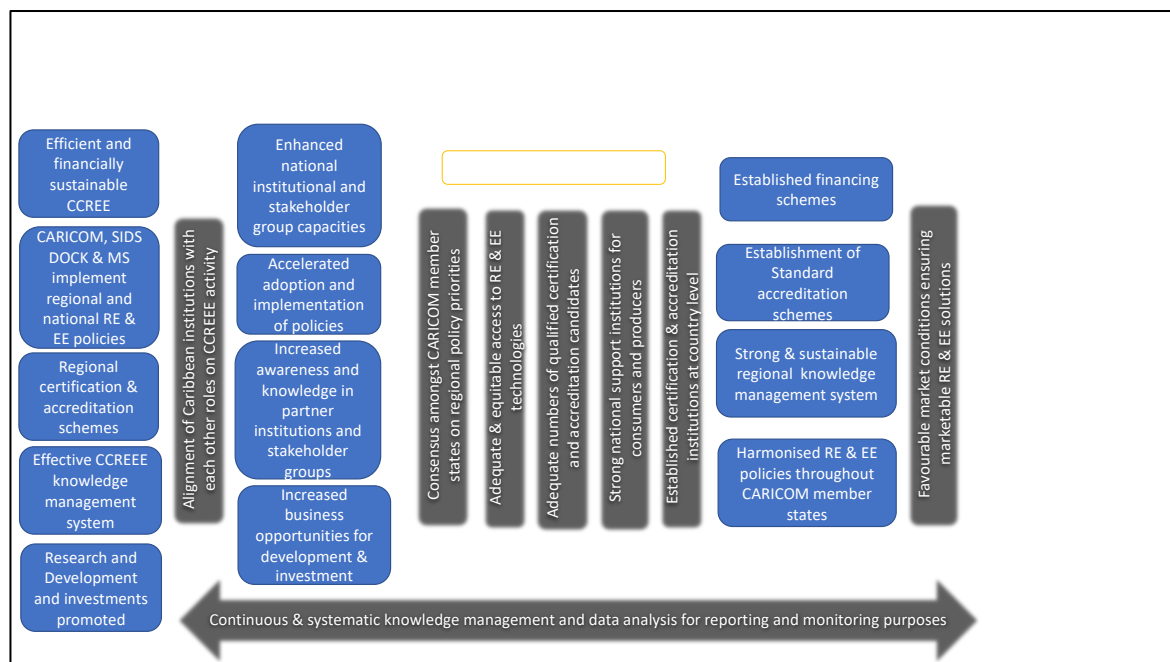 Efficient and
financially
sustainable
CCREE
CARICOM, SIDS
DOCK & MS
implement
regional and
national RE &
EE policies
Regional
certification &
accreditation
schemes
Effective CCREEE
knowledge
management
system
Research and
Development
and investments
promoted
Alignment of Caribbean institutions with
each other roles on CCREEE activity
Enhanced
national
institutional and
stakeholder
group capacities
Accelerated
adoption and
implementation
of policies
Increased
awareness and
knowledge in
partner
institutions and
stakeholder
groups
Increased
business
opportunities for
development &
investment
Consensus amongst CARICOM member
states on regional policy priorities
Adequate & equitable access to RE & EE
technologies
Adequate numbers of qualified certification
and accreditation candidates
Strong national support institutions for
consumers and producers
Established certification & accreditation
institutions at country level
Established financing
schemes
Establishment of
Standard
accreditation
schemes
Strong & sustainable
regional knowledge
management system
Harmonised RE & EE
policies throughout
CARICOM member
states
Favourable market conditions ensuring
marketable RE & EE solutions
Continuous & systematic knowledge management and data analysis for reporting and monitoring purposes